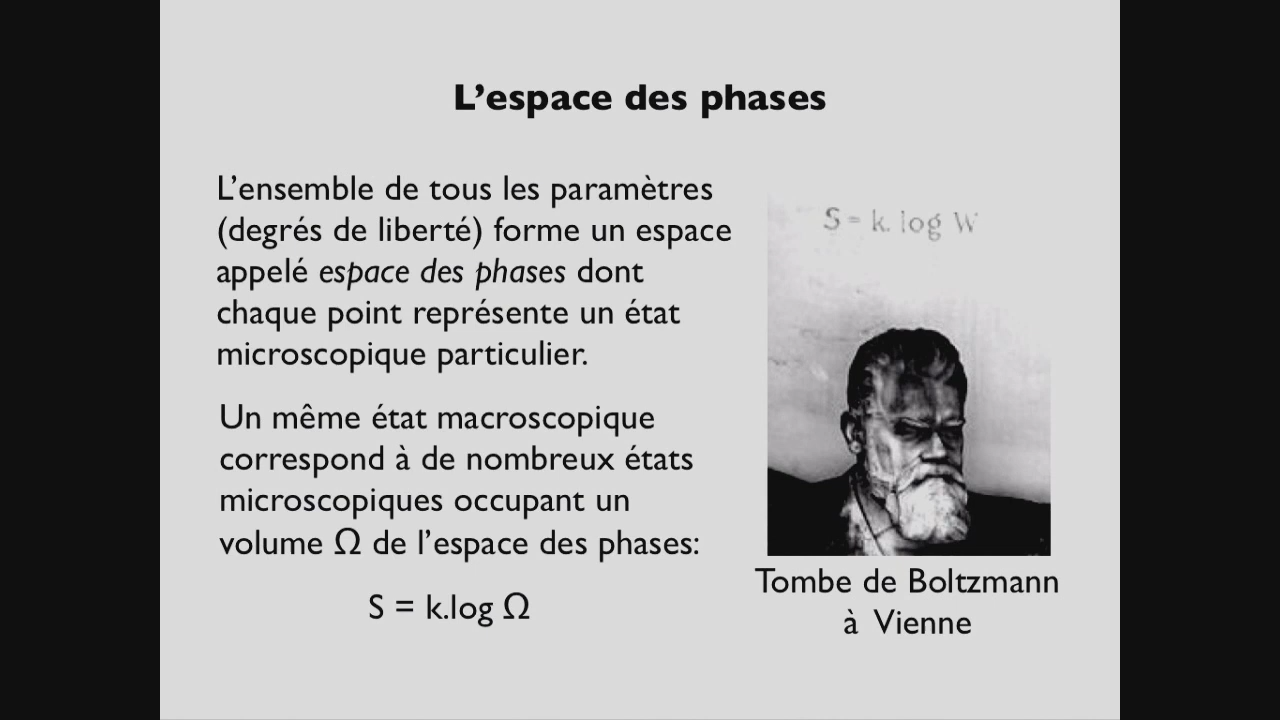 L’espace des phases
L’ensemble de tous les paramètres
(degrés de liberté) forme un espace
appelé espace des phases dont
chaque point représente un état
microscopique particulier.
Un même état macroscopique
correspond à de nombreux états
microscopiques occupant un
volume Ω de l’espace des phases:
S = k.log Ω
S = k. log W
Tombe de Boltzmann
à Vienne